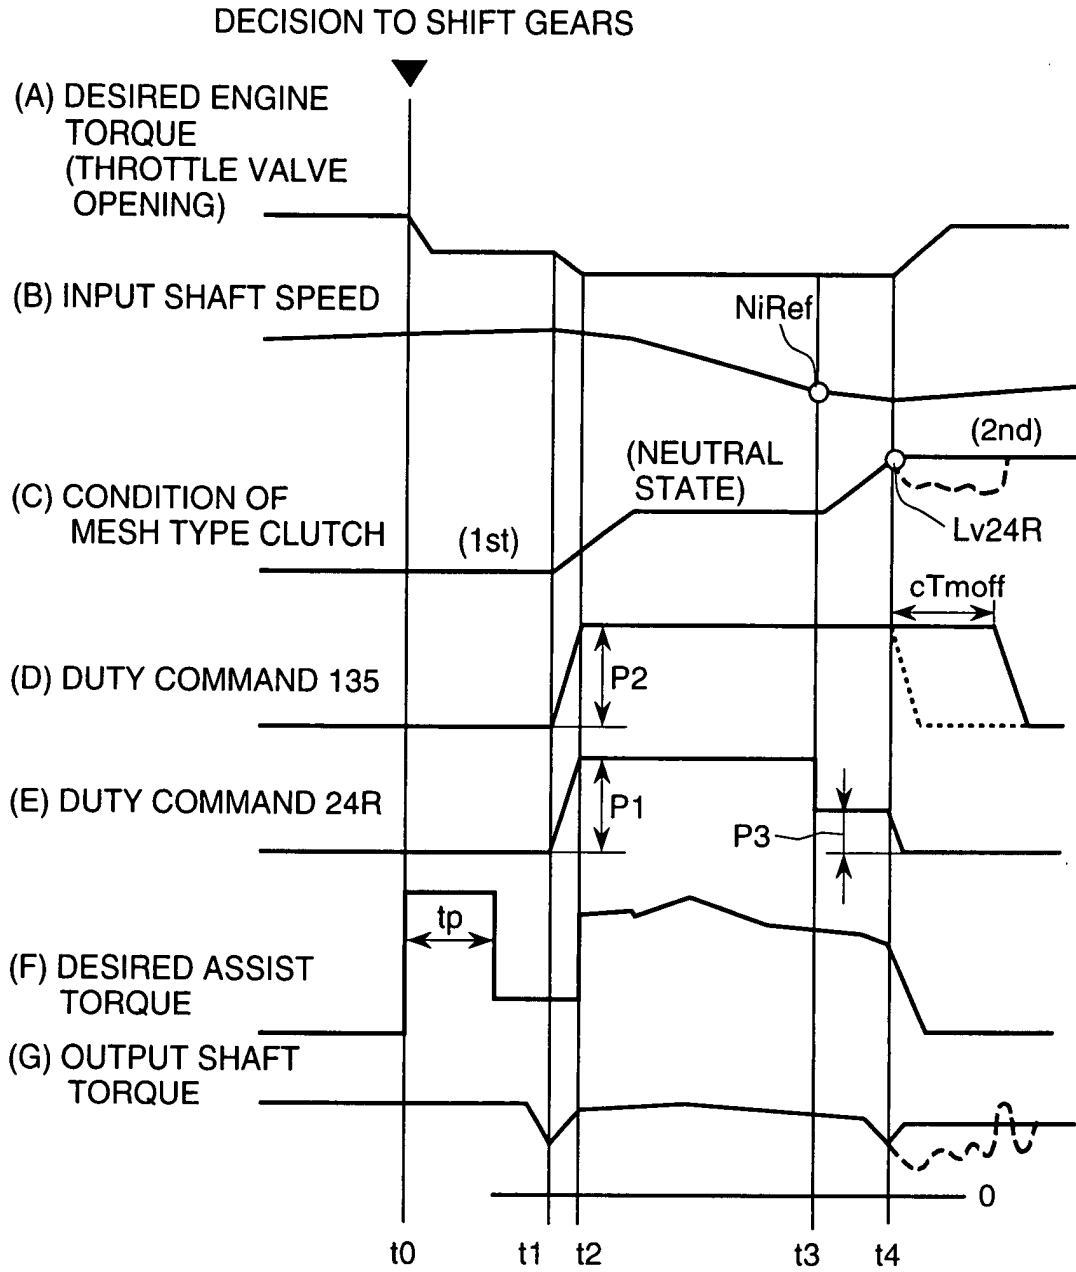 DECISION TO SHIFT GEARS
(A) DESIRED ENGINE
TORQUE
(THROTTLE VALVE
OPENING)
(B) INPUT SHAFT SPEED
NiRef
(2nd)
(NEUTRAL
STATE)
(C) CONDITION OF
MESH TYPE CLUTCH
(1st)
Lv24R
cTmoff
(D) DUTY COMMAND 135
P2
(E) DUTY COMMAND 24R
P1
P3
tp
(F) DESIRED ASSIST
TORQUE
(G) OUTPUT SHAFT
TORQUE
0
t0 t1 t2 t3 t4